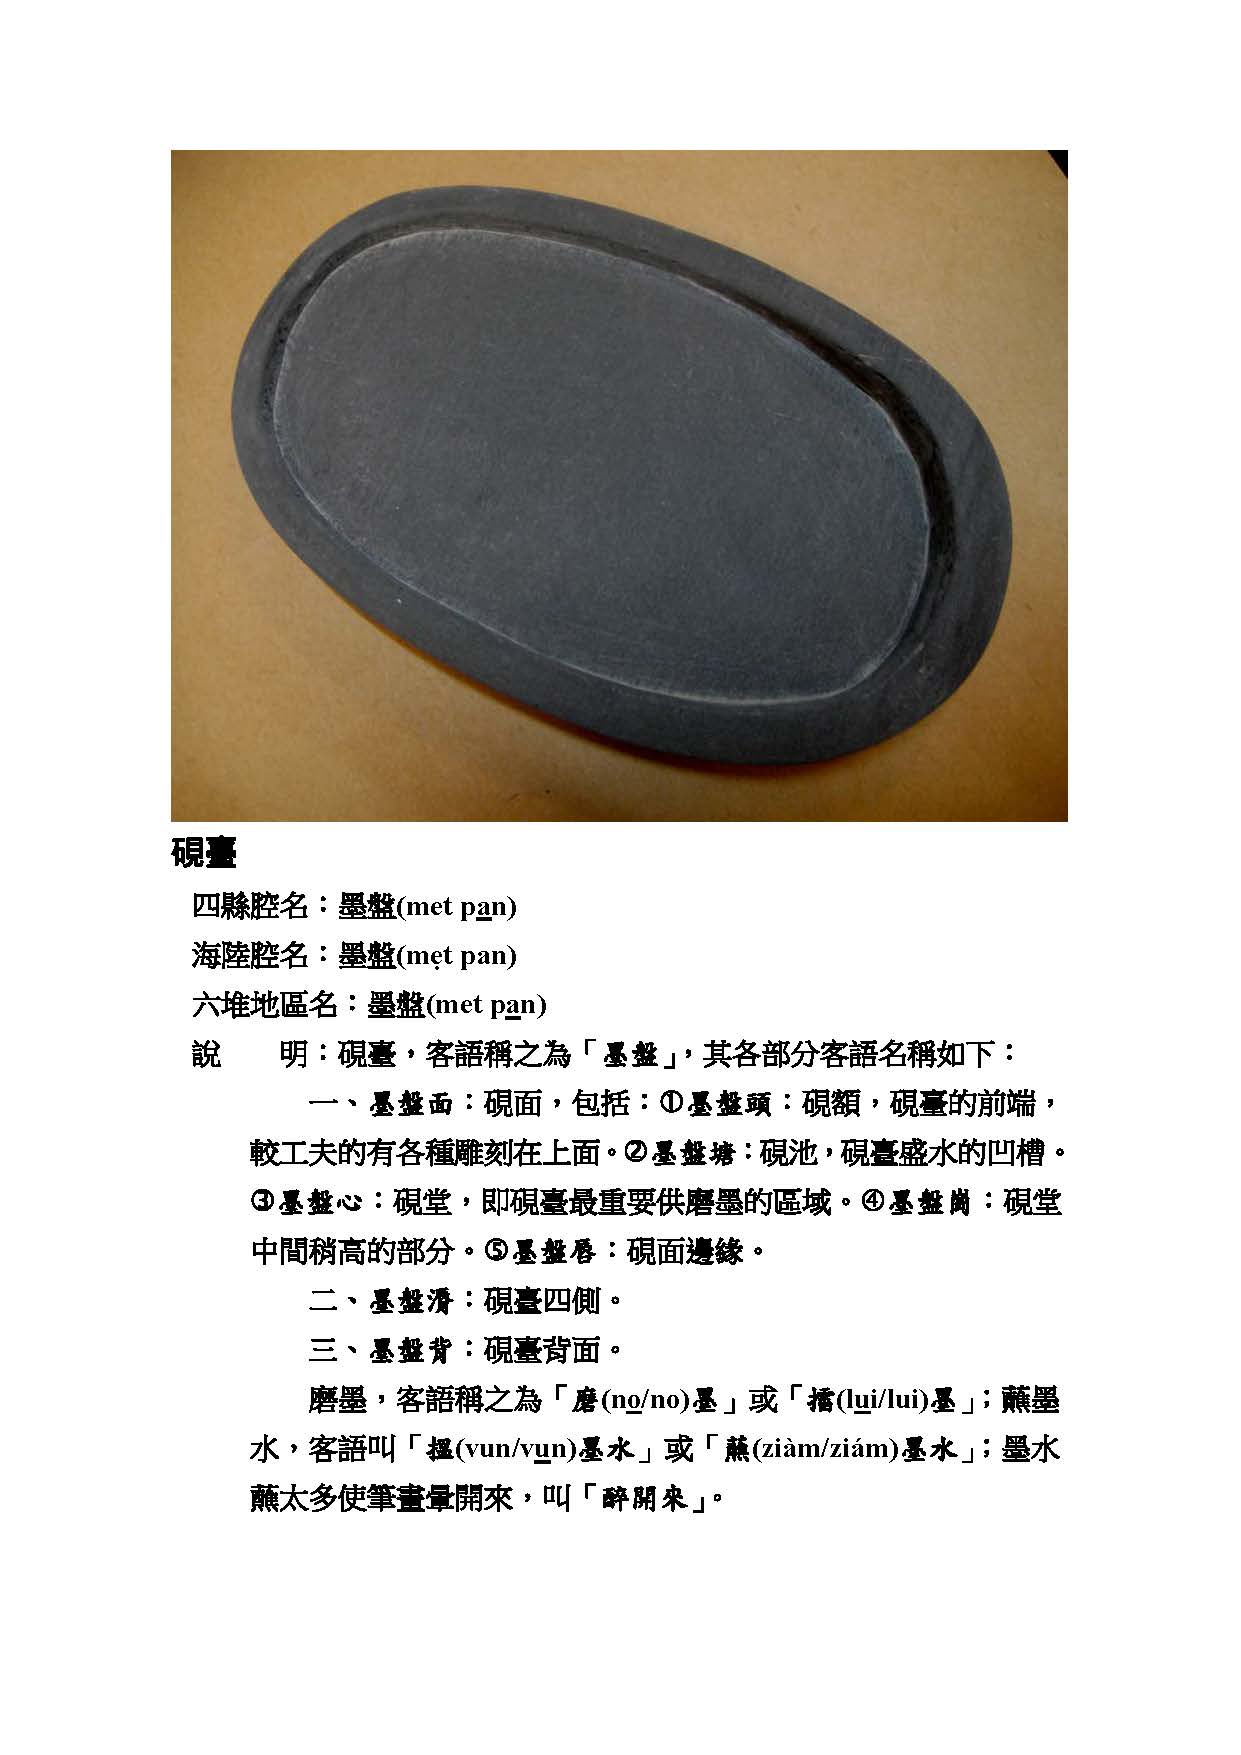 硯臺
四縣腔名：墨盤(met pa̲n)
海陸腔名：墨盤(mẹt pan)
六堆地區名：墨盤(met pa̲n)
說　　明：硯臺，客語稱之為「墨盤」，其各部分客語名稱如下：
一、墨盤面：硯面，包括：①墨盤頭：硯額，硯臺的前端，
較工夫的有各種雕刻在上面。②墨盤塘：硯池，硯臺盛水的凹槽。
③墨盤心：硯堂，即硯臺最重要供磨墨的區域。④墨盤崗：硯堂
中間稍高的部分。⑤墨盤唇：硯面邊緣。
二、墨盤滣：硯臺四側。
三、墨盤背：硯臺背面。
磨墨，客語稱之為「磨(no̲/no)墨」或「擂(lu̲i/lui)墨」；蘸墨
水，客語叫「搵(vun/vu̲n)墨水」或「蘸(ziàm/ziám)墨水」；墨水
蘸太多使筆畫暈開來，叫「醉開來」。